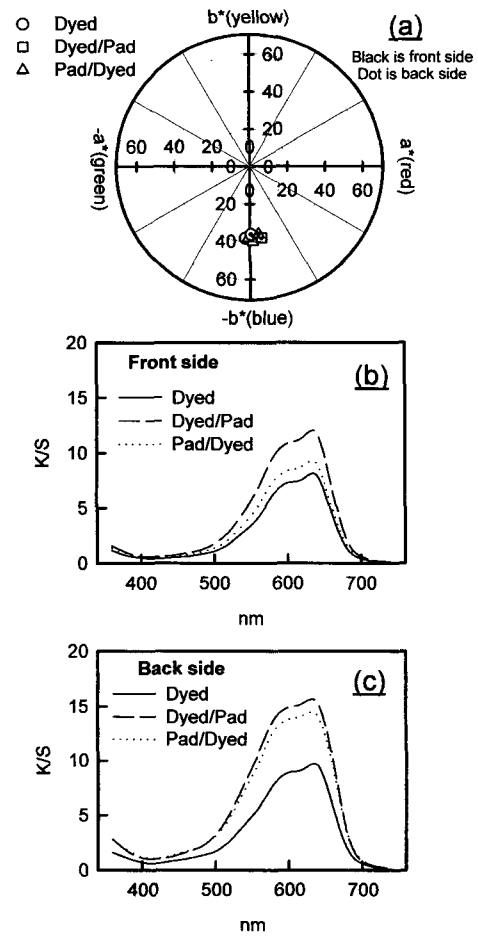 b*(yellow)
Dyed
Dyed/Pad
Pad/Dyed
(a)
Black is front side
Dot is back side
60
40
20
0
-a*(green)
60 40 20 0 0 20 40 60
a*(red)
0
20
40
60
-b*(blue)
20
15
10
5
0
K/S
Front side
Dyed
Dyed/Pad
Pad/Dyed
(b)
400 500 600 700
nm
20
15
10
5
0
K/S
Back side
Dyed
Dyed/Pad
Pad/Dyed
(c)
400 500 600 700
nm